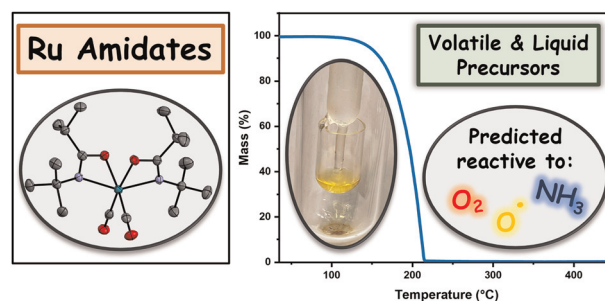 Ru Amidates
Volatile & Liquid
Precursors
Predicted
reactive to:
O2
O•
NH3
Mass (%)
100
80
60
40
20
0
100
200
300
400
Temperature (°C)